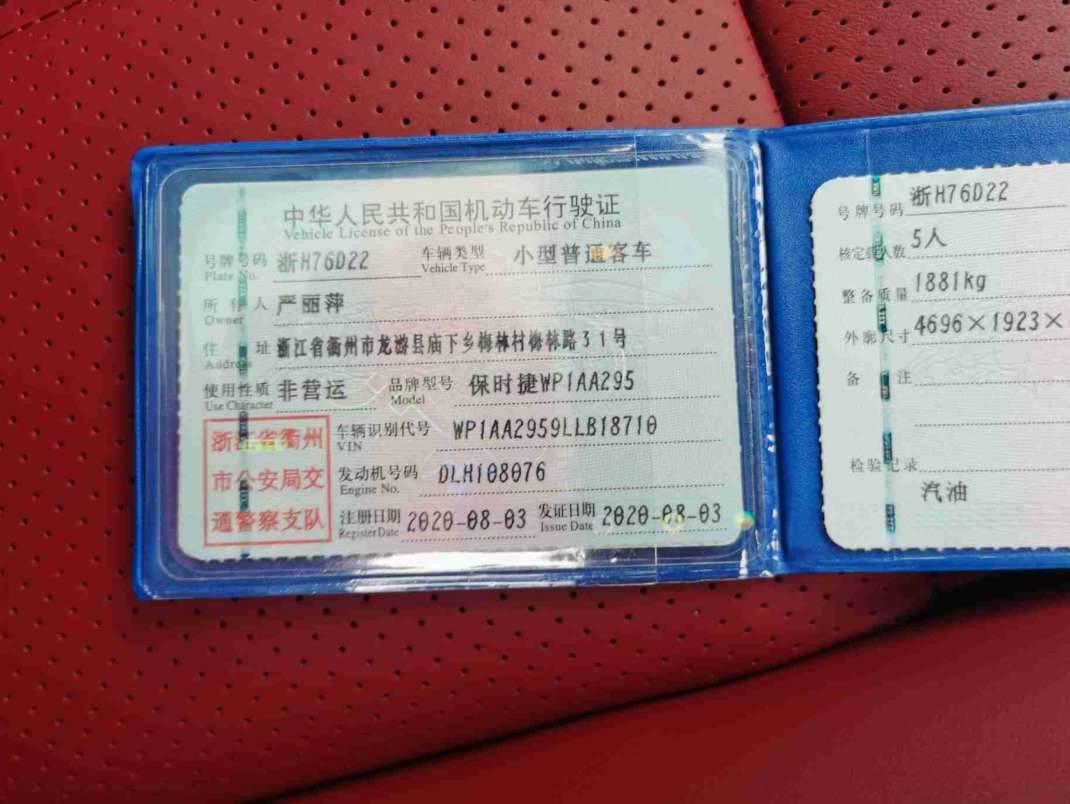 中华人民共和国机动车行驶证
Vehicle License of the People's Republic of China
号牌号码 浙H76D22 车辆类型 小型普通客车
Plate No. Vehicle Type
所有人 严丽萍
Owner
住址 浙江省衢州市龙游县庙下乡梅林村梅林路31号
Address
使用性质 非营运 品牌型号 保时捷WP1AA295
Use Character Model
浙江省衢州
市公安局交
通警察支队
车辆识别代号 WP1AA2959LLB18710
VIN
发动机号码 DLH108076
Engine No.
注册日期 2020-08-03 发证日期 2020-08-03
Register Date Issue Date
号牌号码 浙H76D22
核定载人数 5人
整备质量 1881kg
外廓尺寸 4696×1923×
备注
检验记录
汽油